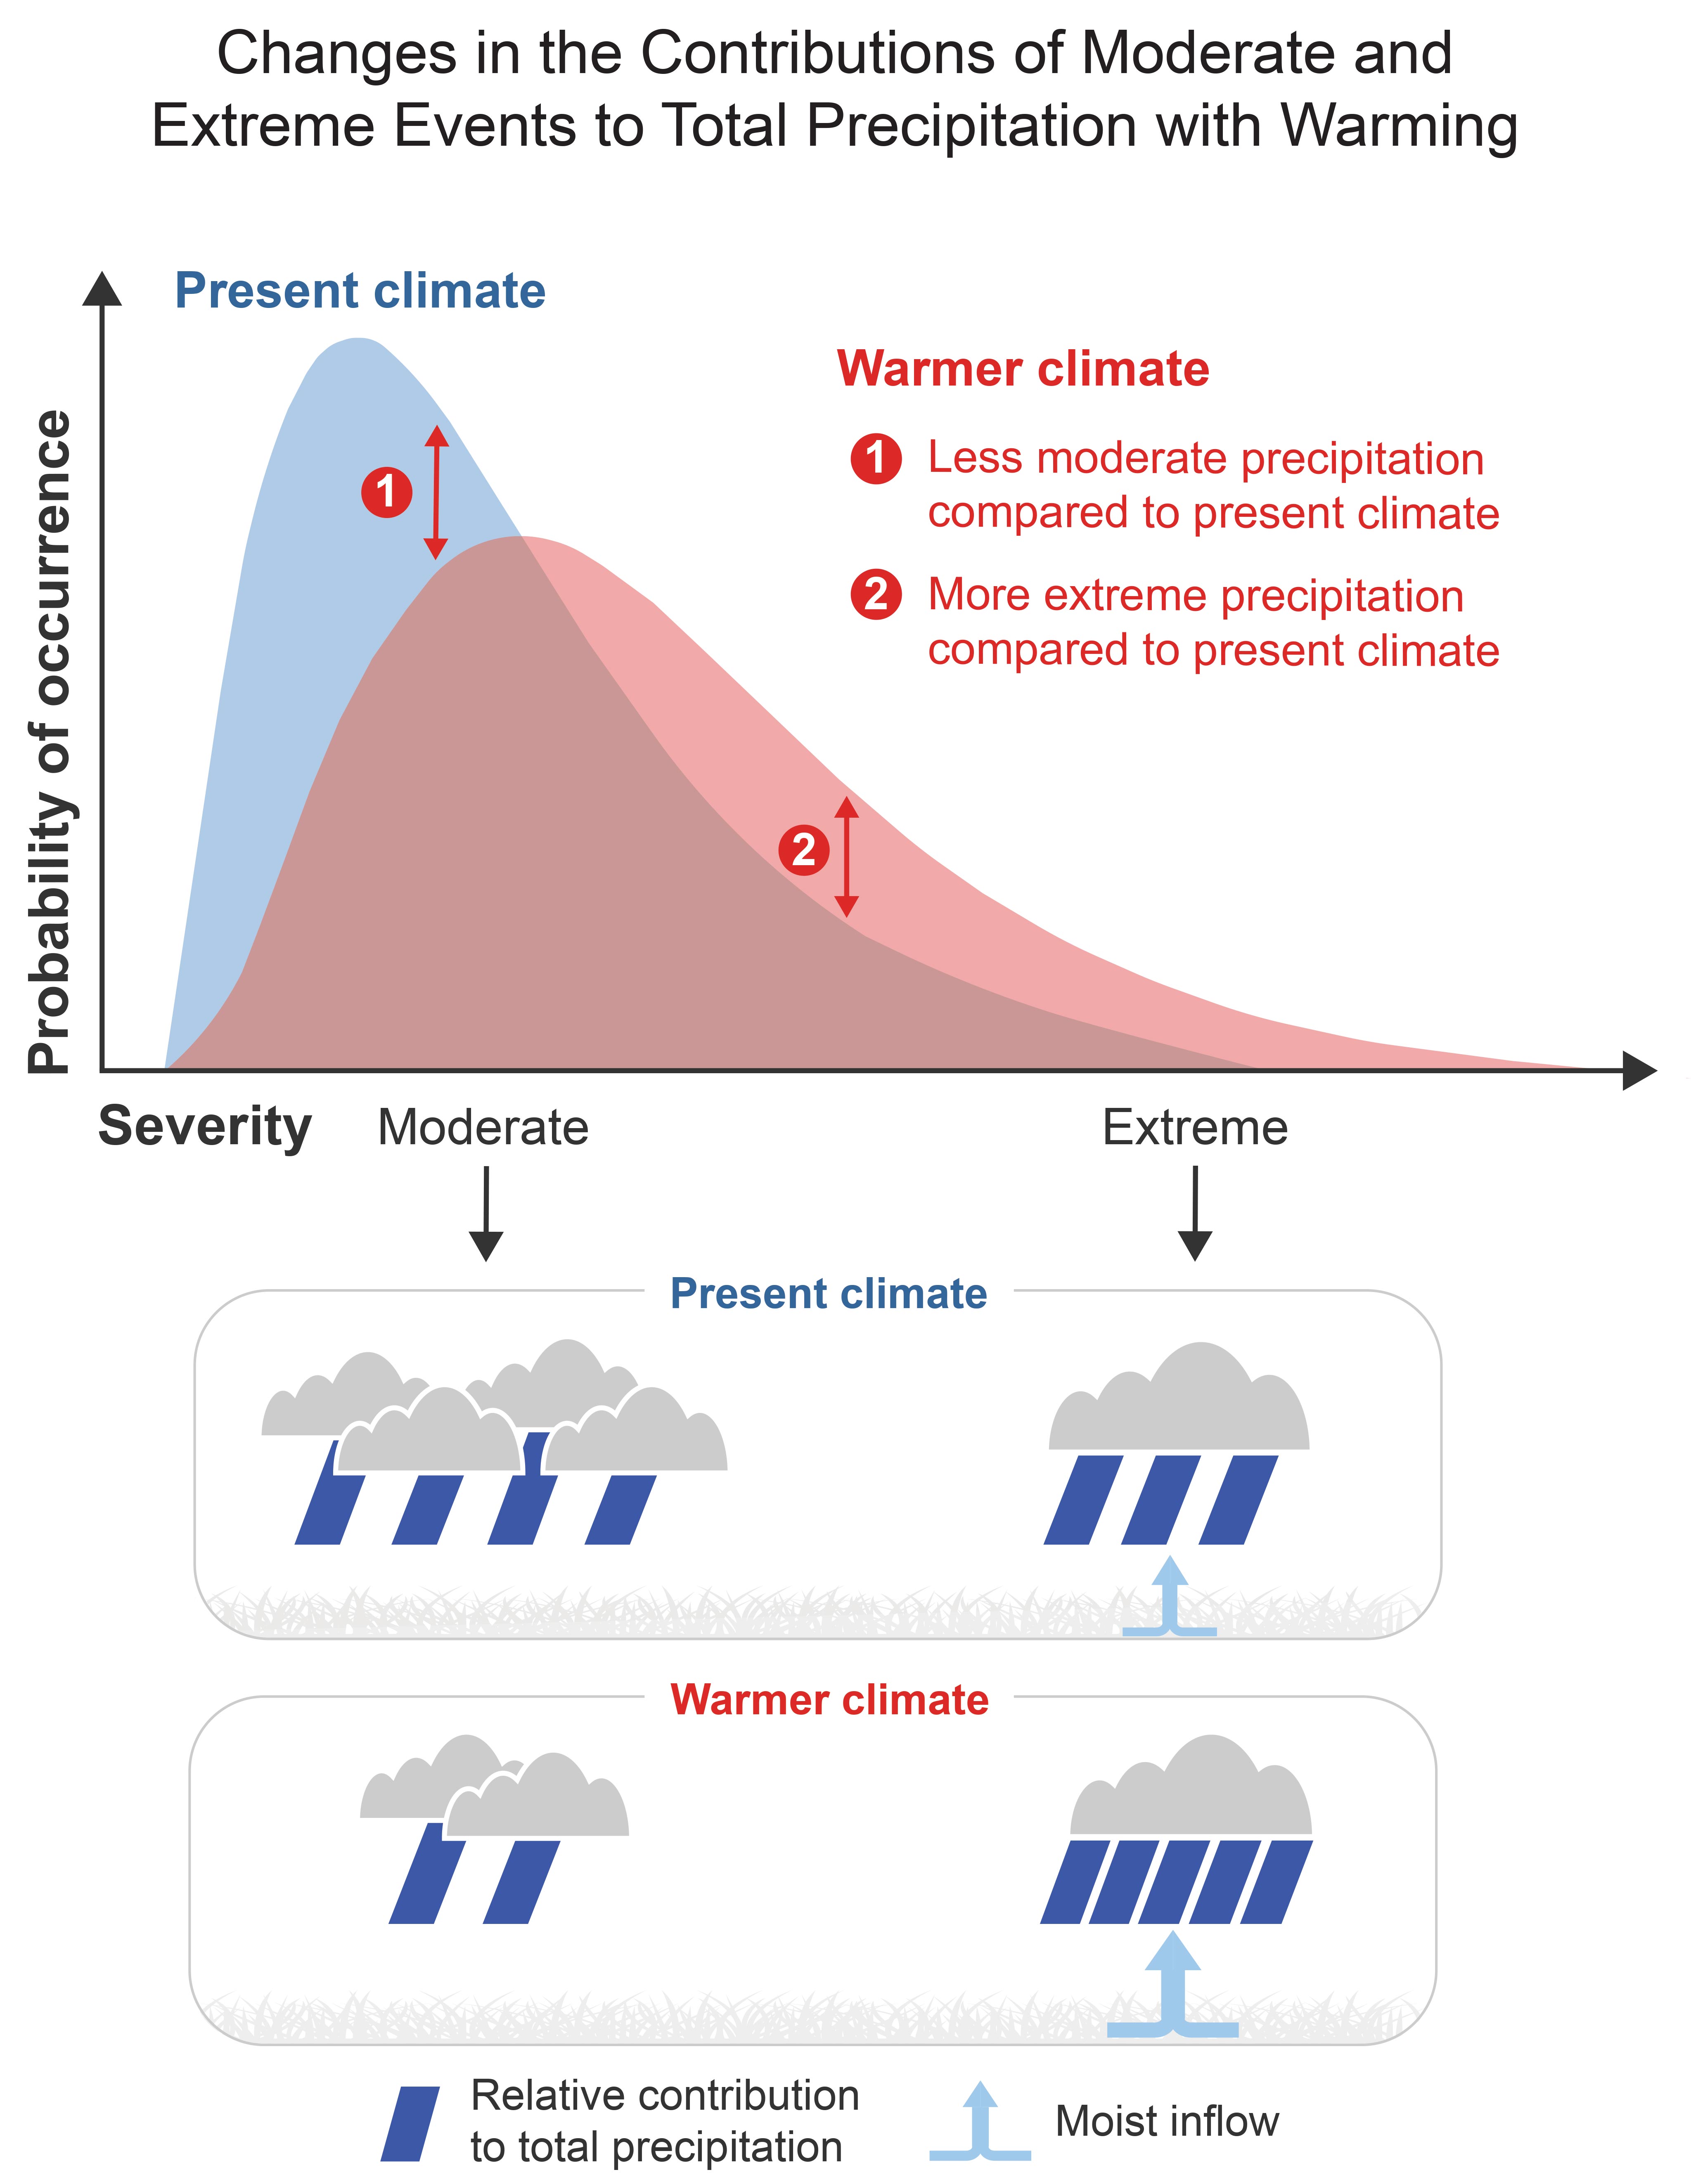 Changes in the Contributions of Moderate and
Extreme Events to Total Precipitation with Warming
Present climate
Warmer climate
1 Less moderate precipitation
compared to present climate
2 More extreme precipitation
compared to present climate
1
2
Probability of occurrence
Severity Moderate Extreme
Present climate
Warmer climate
Relative contribution
to total precipitation
Moist inflow